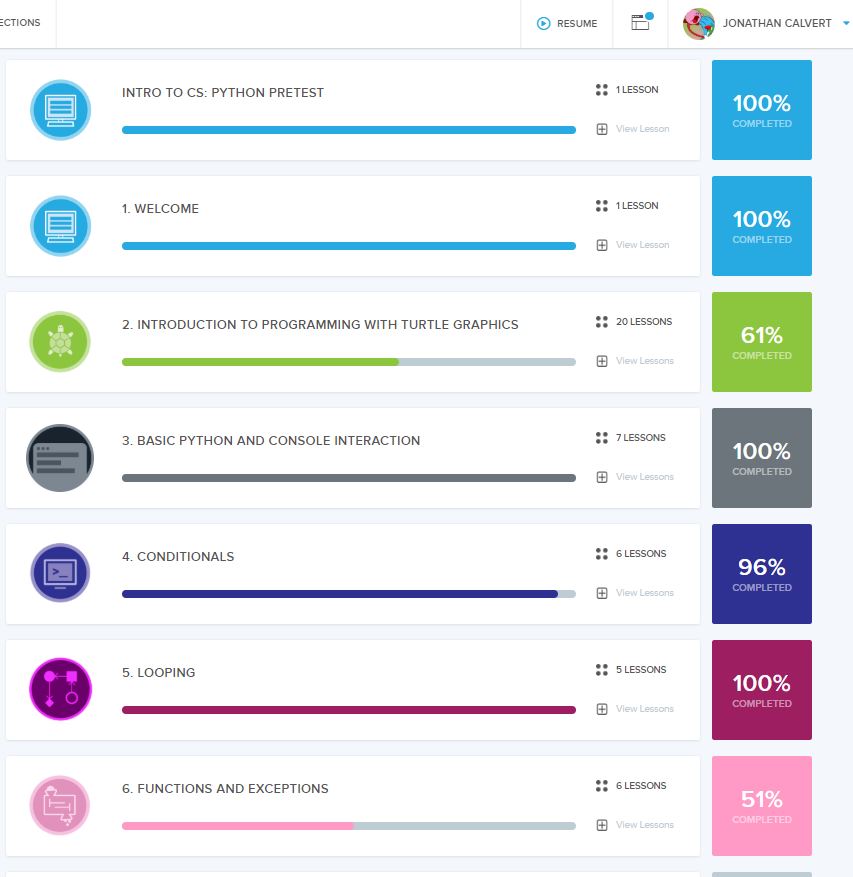 ECTIONS
RESUME
JONATHAN CALVERT
INTRO TO CS: PYTHON PRETEST
1 LESSON
View Lesson
100%
COMPLETED
1. WELCOME
1 LESSON
View Lesson
100%
COMPLETED
2. INTRODUCTION TO PROGRAMMING WITH TURTLE GRAPHICS
20 LESSONS
View Lessons
61%
COMPLETED
3. BASIC PYTHON AND CONSOLE INTERACTION
7 LESSONS
View Lessons
100%
COMPLETED
4. CONDITIONALS
6 LESSONS
View Lessons
96%
COMPLETED
5. LOOPING
5 LESSONS
View Lessons
100%
COMPLETED
6. FUNCTIONS AND EXCEPTIONS
6 LESSONS
View Lessons
51%
COMPLETED